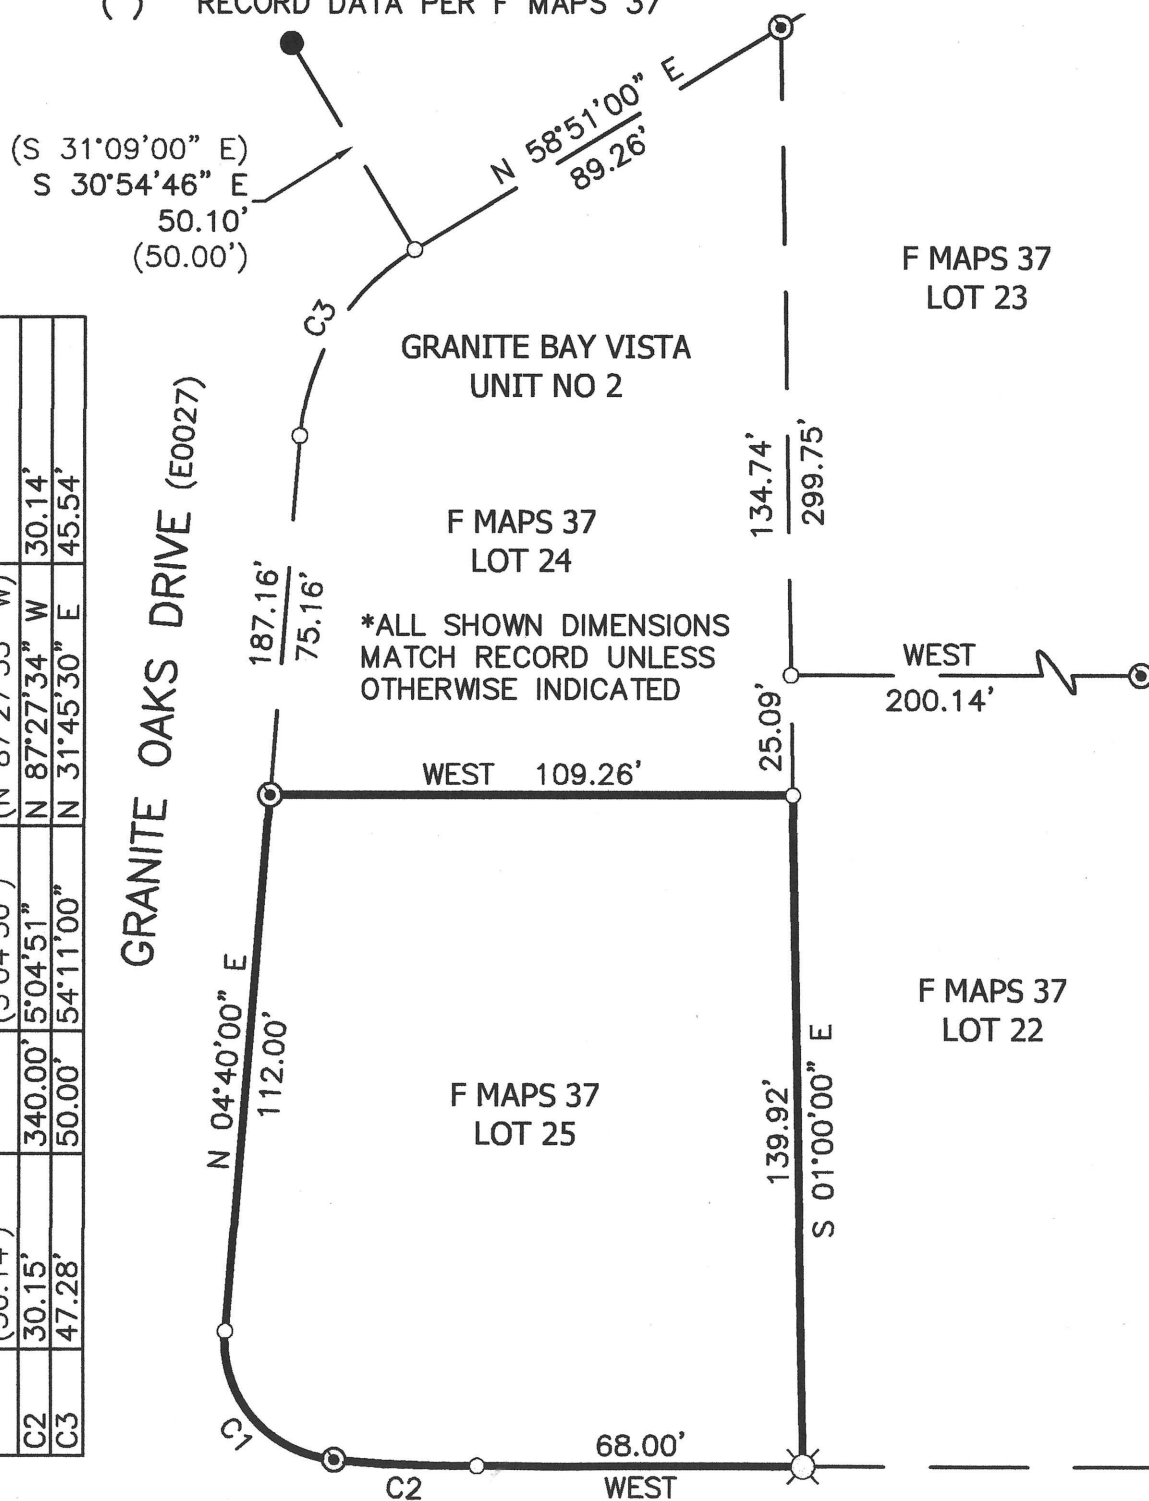 ( ) RECORD DATA PER F MAPS 37
N 58°51'00" E
89.26'
(S 31°09'00" E)
S 30°54'46" E
50.10'
(50.00')
F MAPS 37
LOT 23
C3
GRANITE BAY VISTA
UNIT NO 2
GRANITE OAKS DRIVE (E0027)
134.74'
299.75'
F MAPS 37
LOT 24
187.16'
75.16'
*ALL SHOWN DIMENSIONS
MATCH RECORD UNLESS
OTHERWISE INDICATED
WEST
200.14'
25.09'
WEST 109.26'
N 04°40'00" E
112.00'
F MAPS 37
LOT 22
F MAPS 37
LOT 25
139.92'
S 01°00'00" E
C1
C2
68.00'
WEST
C2 30.15' 340.00' 5°04'51" N 87°27'34" W 30.14'
C3 47.28' 50.00' 54°11'00" N 31°45'30" E 45.54'